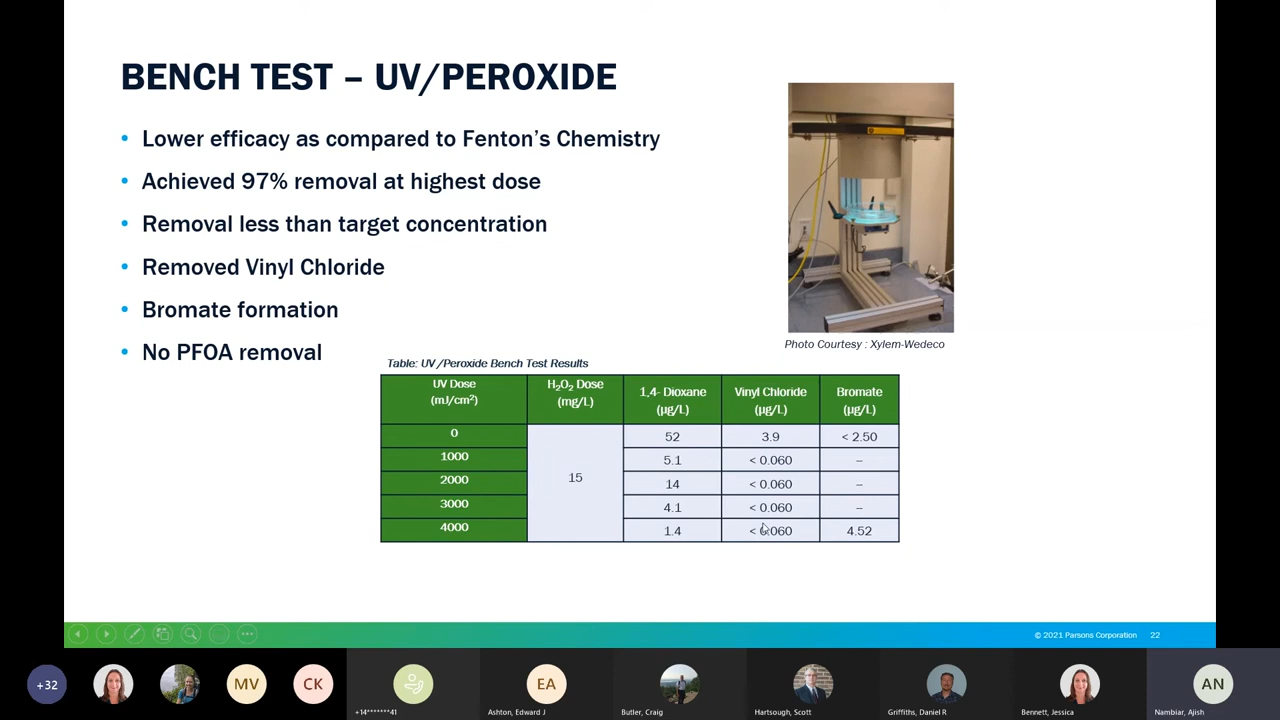 BENCH TEST – UV/PEROXIDE
• Lower efficacy as compared to Fenton's Chemistry
• Achieved 97% removal at highest dose
• Removal less than target concentration
• Removed Vinyl Chloride
• Bromate formation
• No PFOA removal
Photo Courtesy : Xylem-Wedeco
Table: UV/Peroxide Bench Test Results
UV Dose (mJ/cm²) H₂O₂ Dose (mg/L) 1,4- Dioxane (µg/L) Vinyl Chloride (µg/L) Bromate (µg/L)
0 15 52 3.9 < 2.50
1000 5.1 < 0.060 –
2000 14 < 0.060 –
3000 4.1 < 0.060 –
4000 1.4 < 0.060 4.52
© 2021 Parsons Corporation 22
+32 MV CK EA AN
+14*******41 Ashton, Edward J Butler, Craig Hartsough, Scott Griffiths, Daniel R Bennett, Jessica Nambiar, Ajish